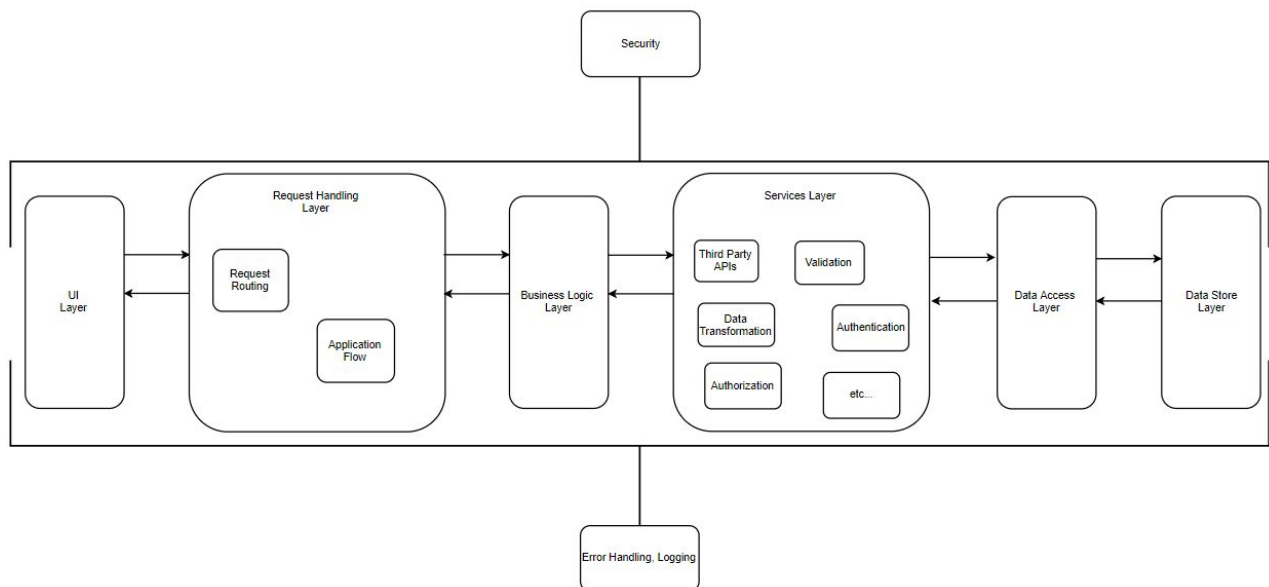 Security
Request Handling
Layer
Services Layer
Third Party
APIs
Validation
Request
Routing
UI
Layer
Business Logic
Layer
Data Access
Layer
Data Store
Layer
Data
Transformation
Authentication
Application
Flow
Authorization
etc...
Error Handling, Logging